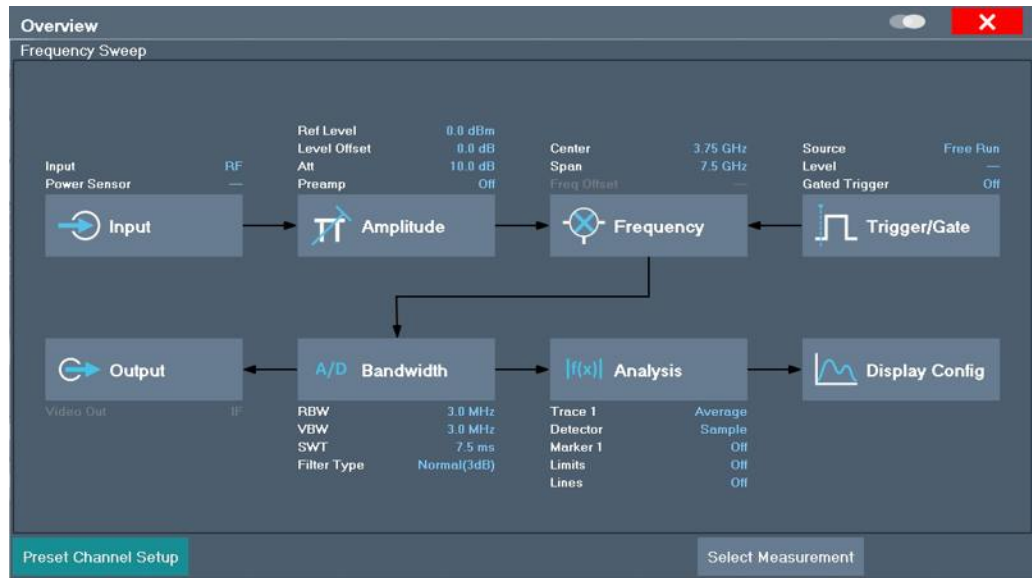 Overview
Frequency Sweep
Input RF
Power Sensor —
Input
Ref Level 0.0 dBm
Level Offset 0.0 dB
Att 10.0 dB
Preamp Off
Amplitude
Center 3.75 GHz
Span 7.5 GHz
Freq Offset —
Frequency
Source Free Run
Level —
Gated Trigger Off
Trigger/Gate
Output
Video Out IF
A/D Bandwidth
RBW 3.0 MHz
VBW 3.0 MHz
SWT 7.5 ms
Filter Type Normal(3dB)
|f(x)| Analysis
Trace 1 Average
Detector Sample
Marker 1 Off
Limits Off
Lines Off
Display Config
Preset Channel Setup
Select Measurement